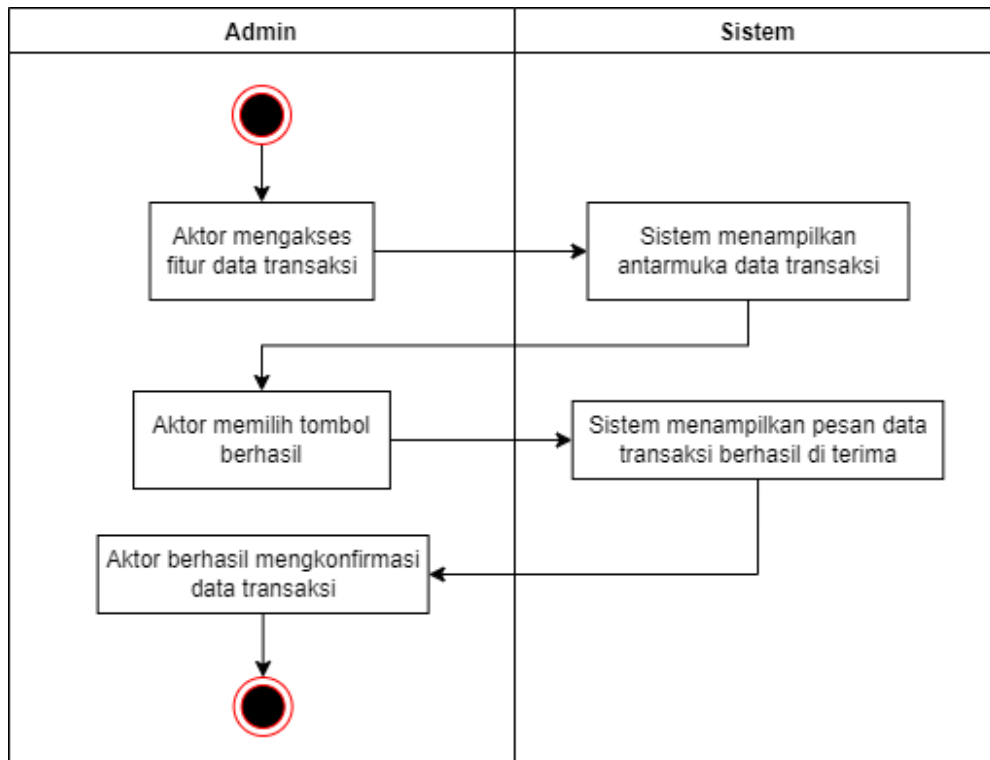 Admin
Sistem
Aktor mengakses
fitur data transaksi
Sistem menampilkan
antarmuka data transaksi
Aktor memilih tombol
berhasil
Sistem menampilkan pesan data
transaksi berhasil di terima
Aktor berhasil mengkonfirmasi
data transaksi